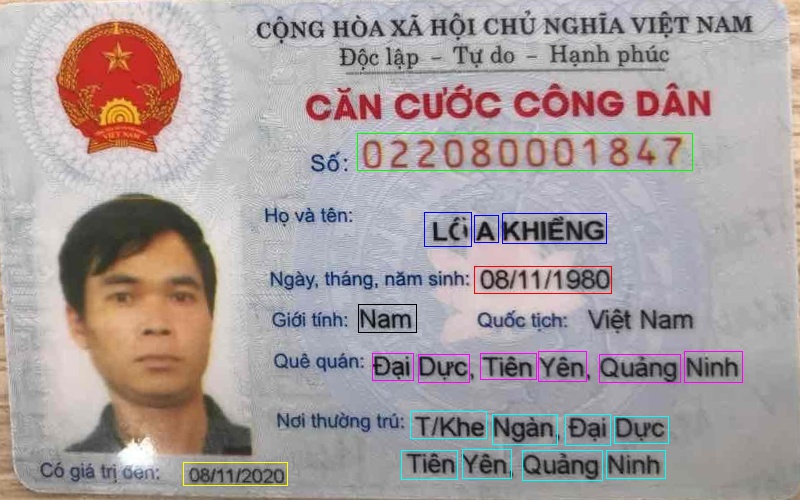 CỘNG HÒA XÃ HỘI CHỦ NGHĨA VIỆT NAM
Độc lập - Tự do - Hạnh phúc
CĂN CƯỚC CÔNG DÂN
Số: 022080001847
Họ và tên:
A KHIỂNG
Ngày, tháng, năm sinh: 08/11/1980
Giới tính: Nam Quốc tịch: Việt Nam
Quê quán: Đại Dực, Tiên Yên, Quảng Ninh
Nơi thường trú: T/Khe Ngàn, Đại Dực
Tiên Yên, Quảng Ninh
Có giá trị đến: 08/11/2020